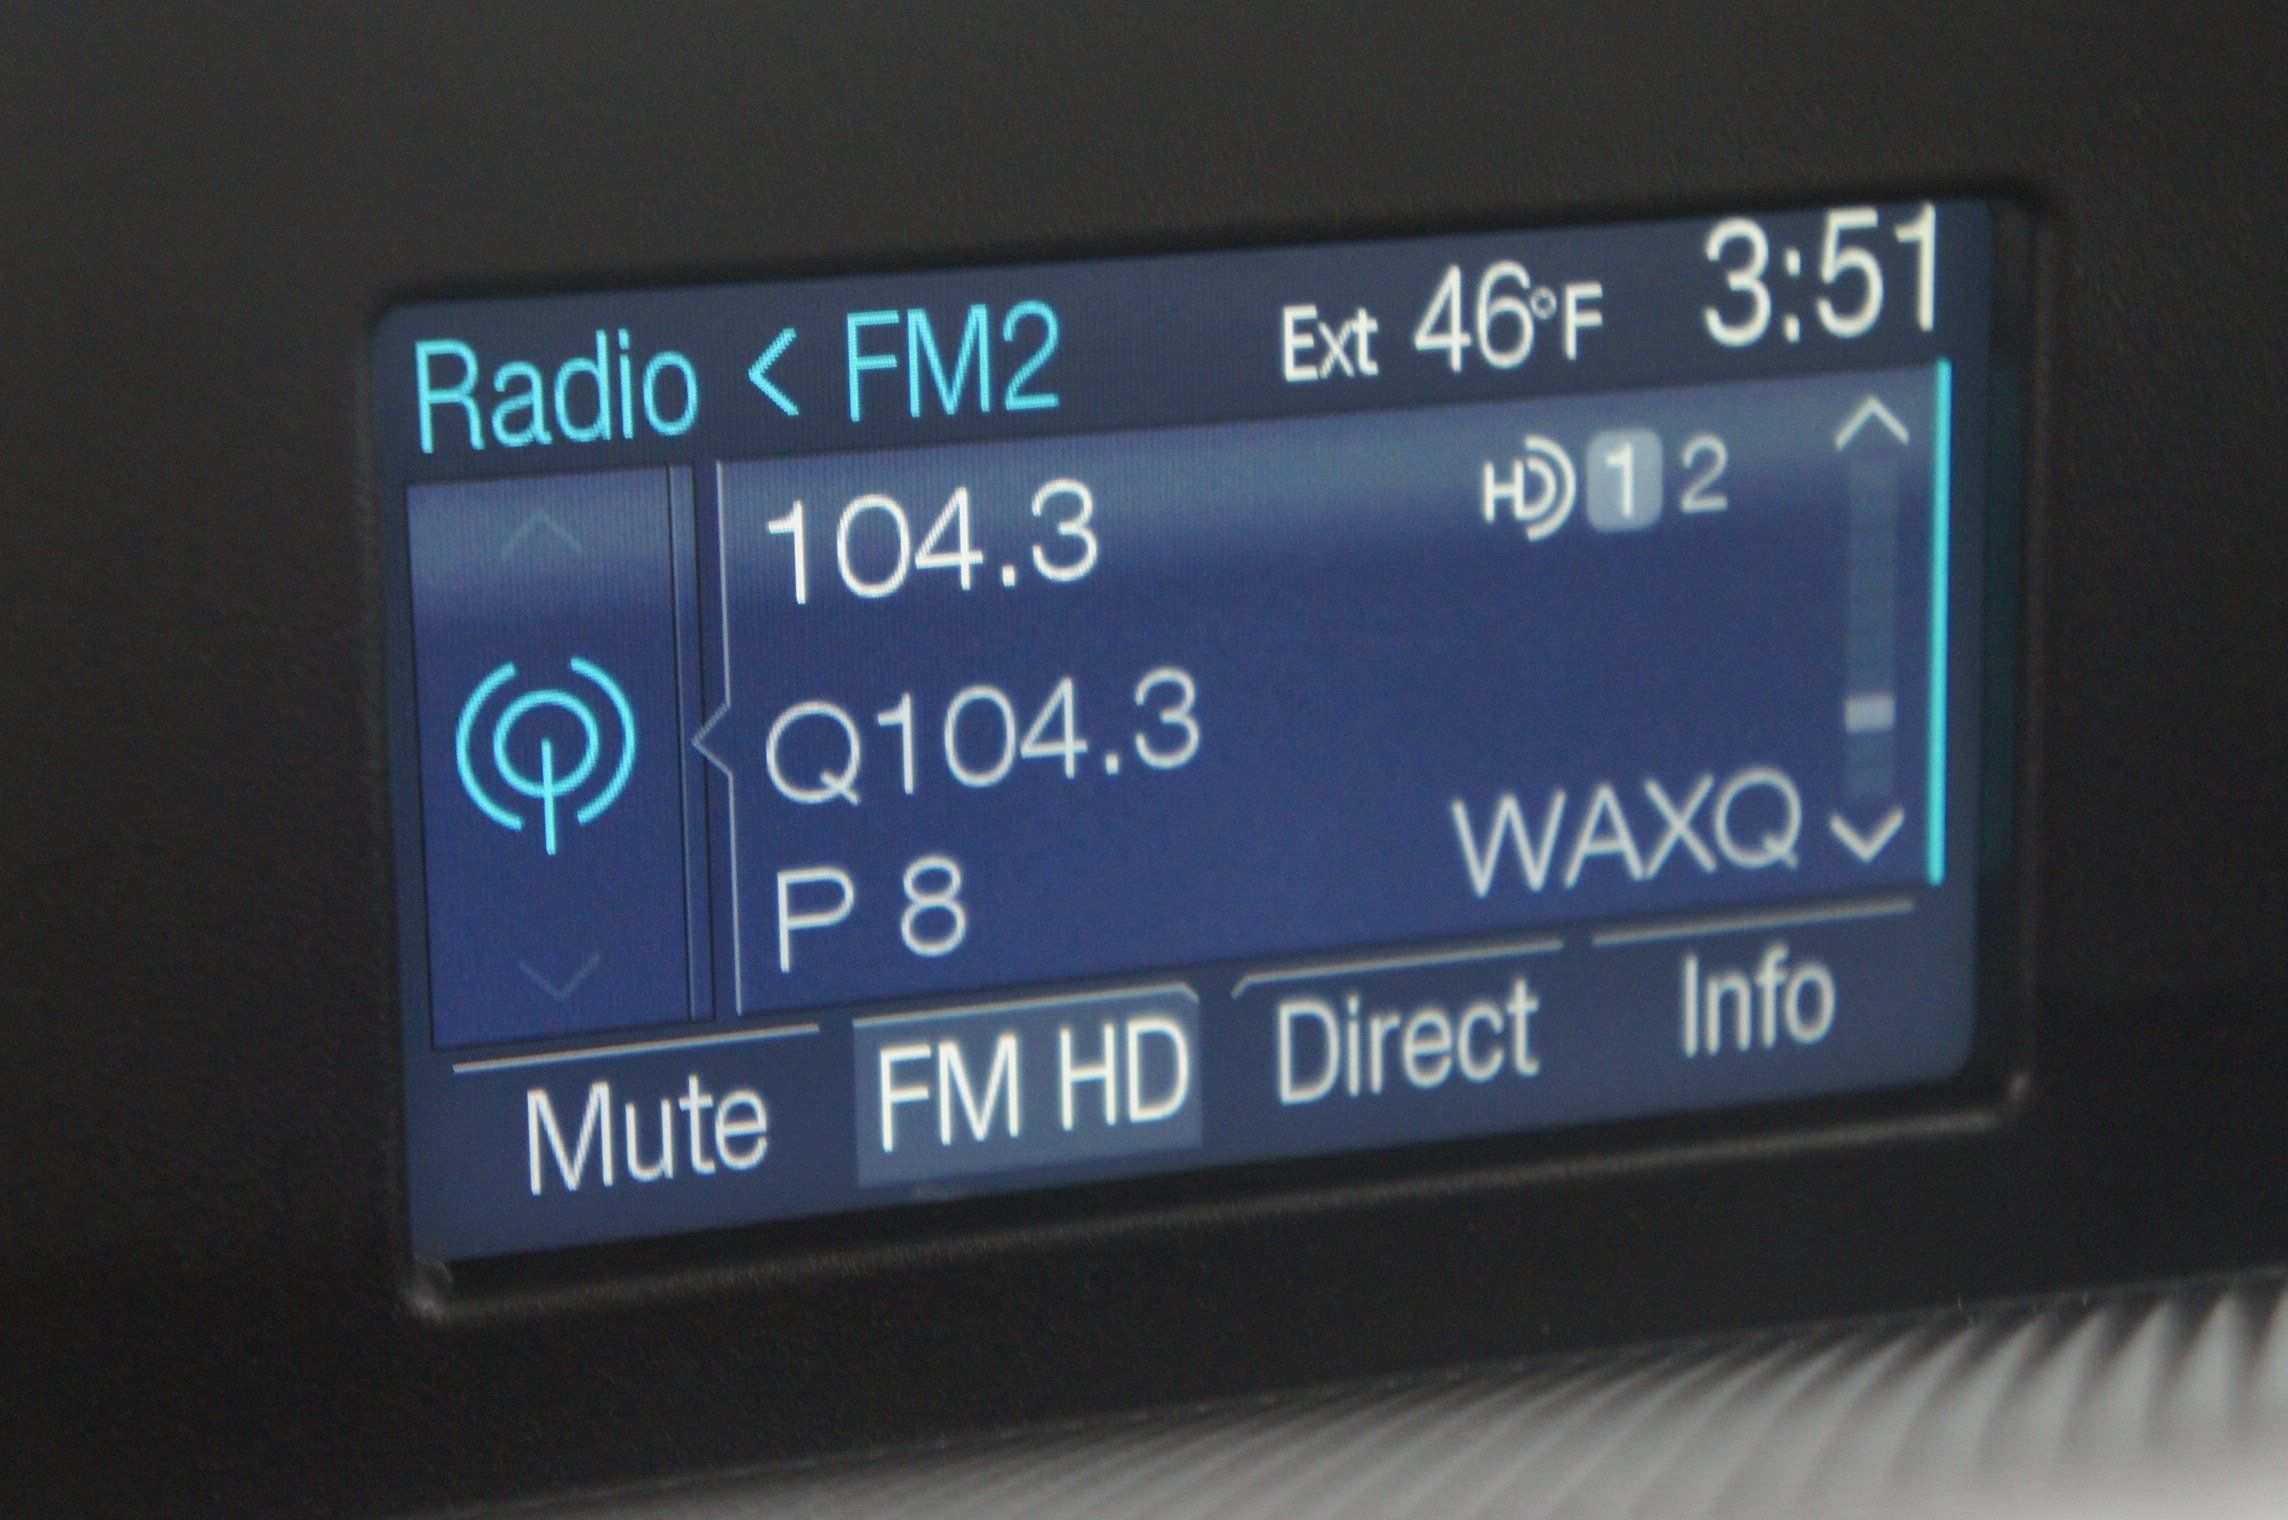 Radio < FM2 Ext 46°F 3:51
104.3 HD 1 2
Q104.3
WAXQ
P 8
Mute FM HD Direct Info